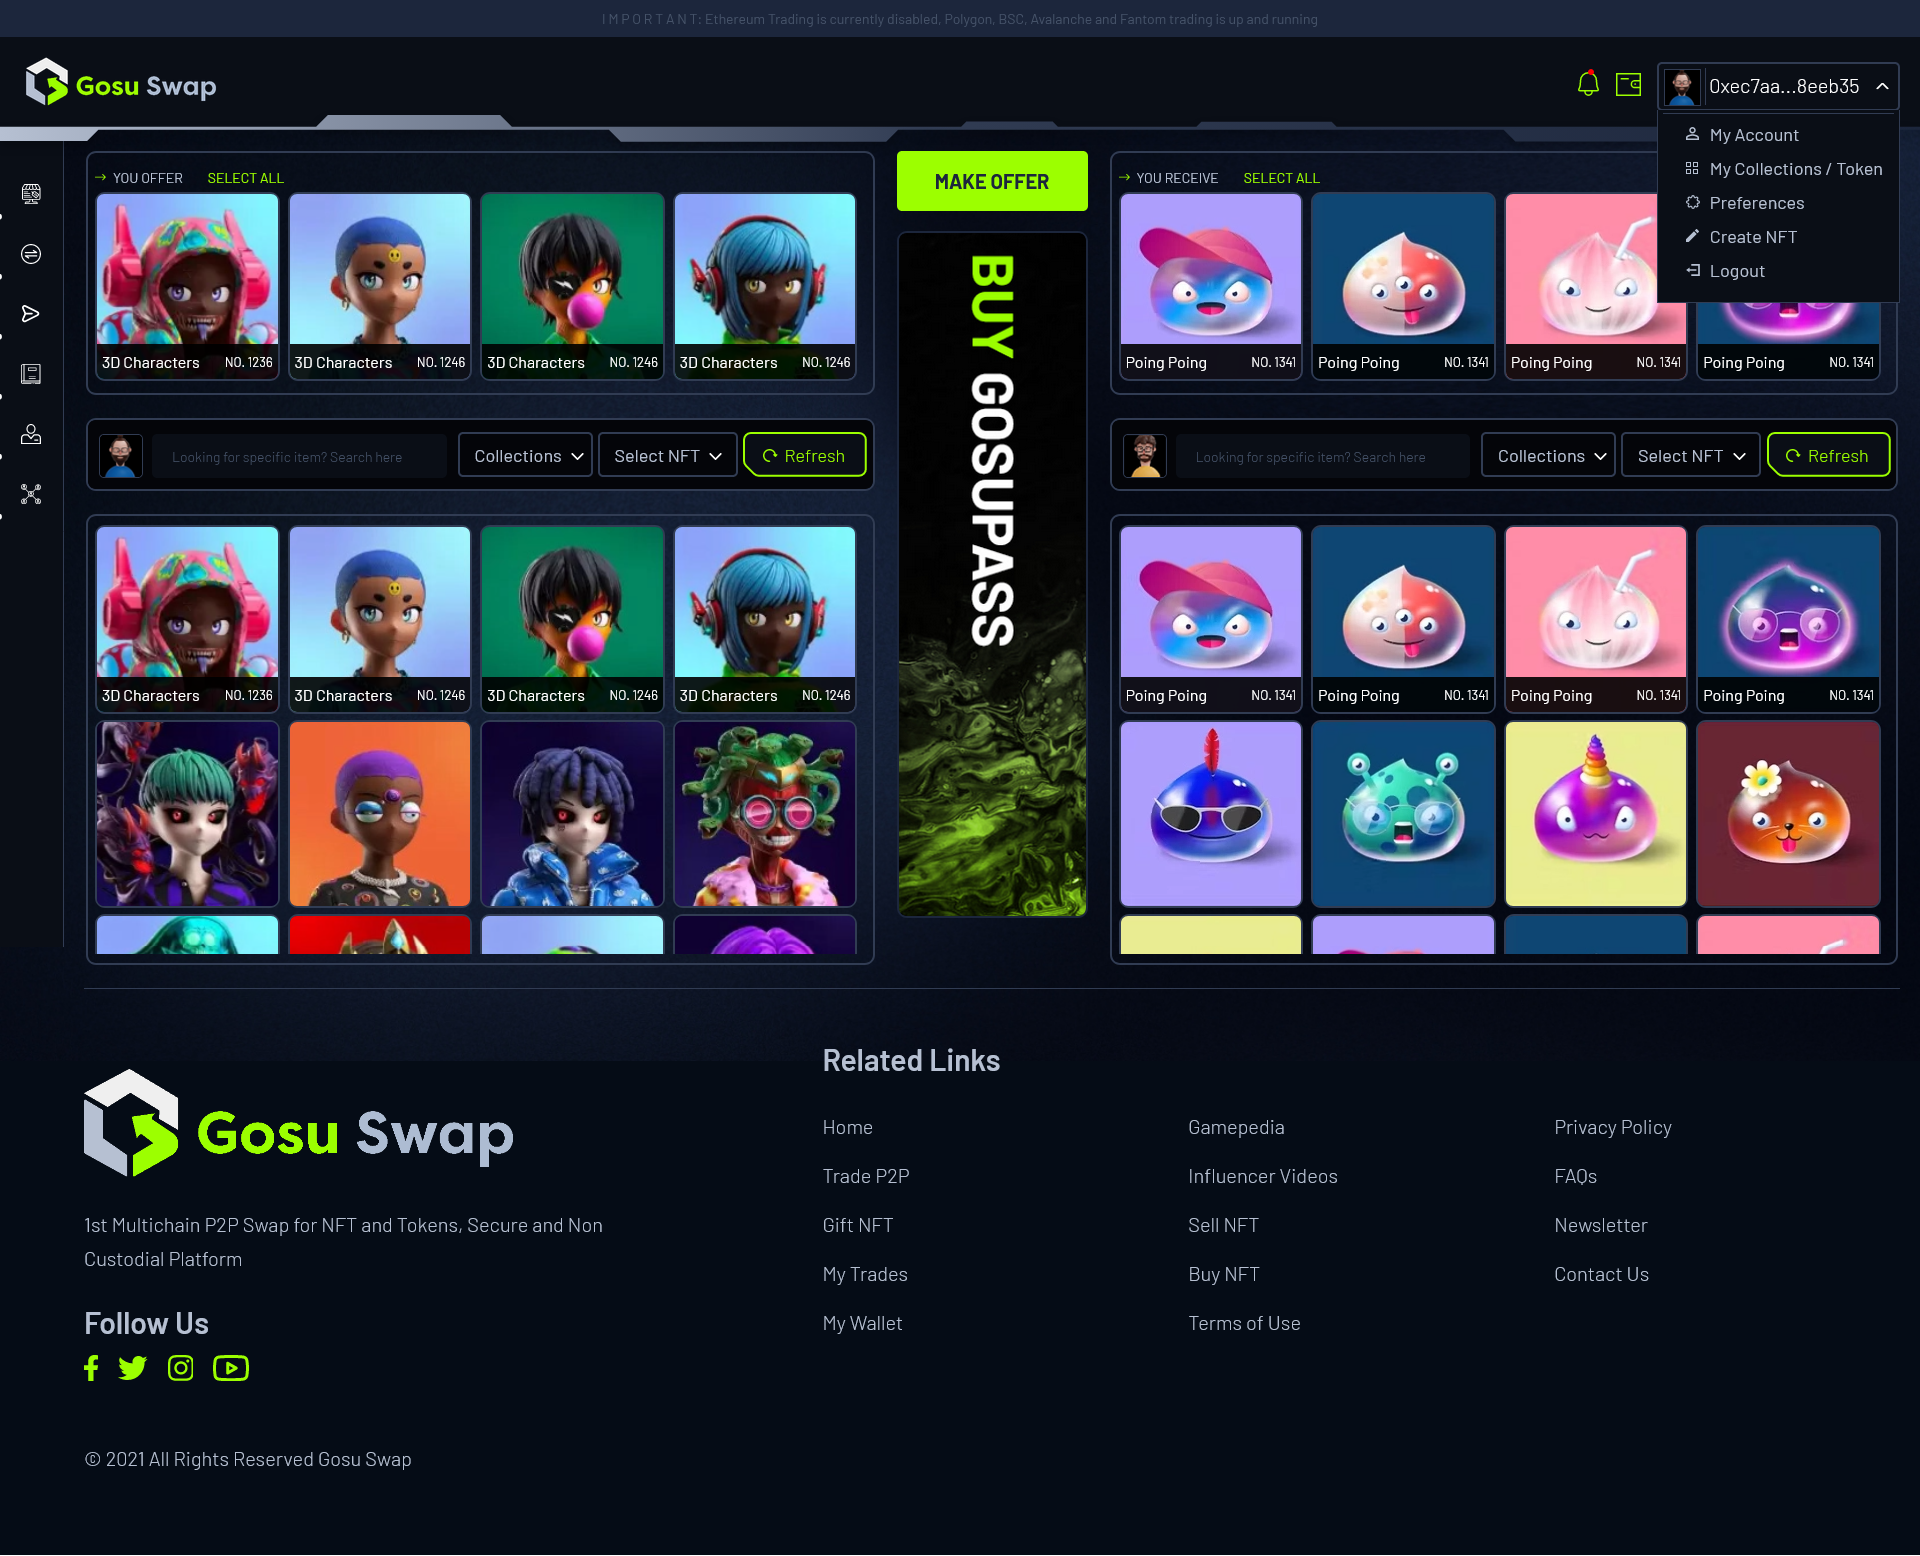 I M P O R T A N T: Ethereum Trading is currently disabled, Polygon, BSC, Avalanche and Fantom trading is up and running
Gosu Swap
0xec7aa...8eeb35
My Account
My Collections / Token
Preferences
Create NFT
Logout
YOU OFFER SELECT ALL
3D Characters NO. 1236
3D Characters NO. 1246
3D Characters NO. 1246
3D Characters NO. 1246
MAKE OFFER
BUY GOSUPASS
YOU RECEIVE SELECT ALL
Poing Poing NO. 1341
Poing Poing NO. 1341
Poing Poing NO. 1341
Poing Poing NO. 1341
Looking for specific item? Search here
Collections
Select NFT
Refresh
Looking for specific item? Search here
Collections
Select NFT
Refresh
3D Characters NO. 1236
3D Characters NO. 1246
3D Characters NO. 1246
3D Characters NO. 1246
Poing Poing NO. 1341
Poing Poing NO. 1341
Poing Poing NO. 1341
Poing Poing NO. 1341
Gosu Swap
1st Multichain P2P Swap for NFT and Tokens, Secure and Non
Custodial Platform
Follow Us
Related Links
Home
Trade P2P
Gift NFT
My Trades
My Wallet
Gamepedia
Influencer Videos
Sell NFT
Buy NFT
Terms of Use
Privacy Policy
FAQs
Newsletter
Contact Us
© 2021 All Rights Reserved Gosu Swap